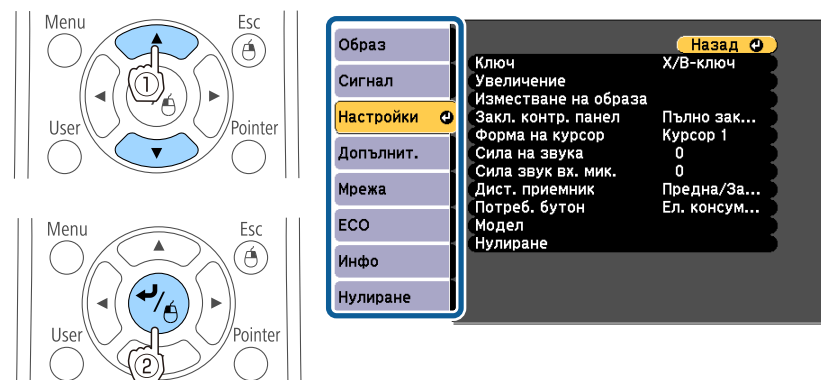 Menu
Esc
1
User
Pointer
Menu
Esc
User
Pointer
2
Образ
Сигнал
Настройки
Допълнит.
Мрежа
ECO
Инфо
Нулиране
Назад
Ключ Х/В-ключ
Увеличение
Изместване на образа
Закл. контр. панел Пълно зак...
Форма на курсор Курсор 1
Сила на звука 0
Сила звук вх. мик. 0
Дист. приемник Предна/За...
Потреб. бутон Ел. консум...
Модел
Нулиране